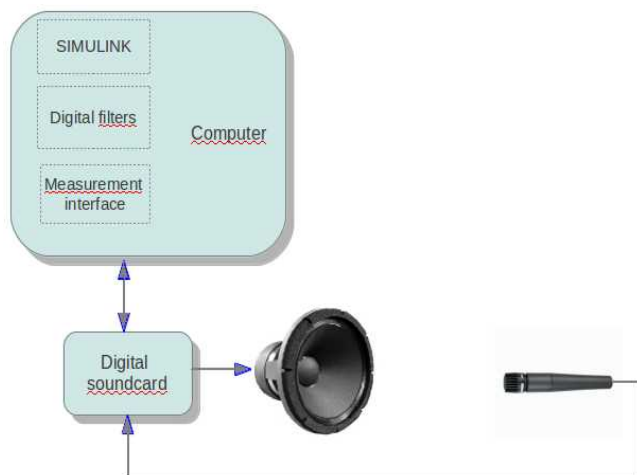 SIMULINK
Digital filters
Computer
Measurement
interface
Digital
soundcard